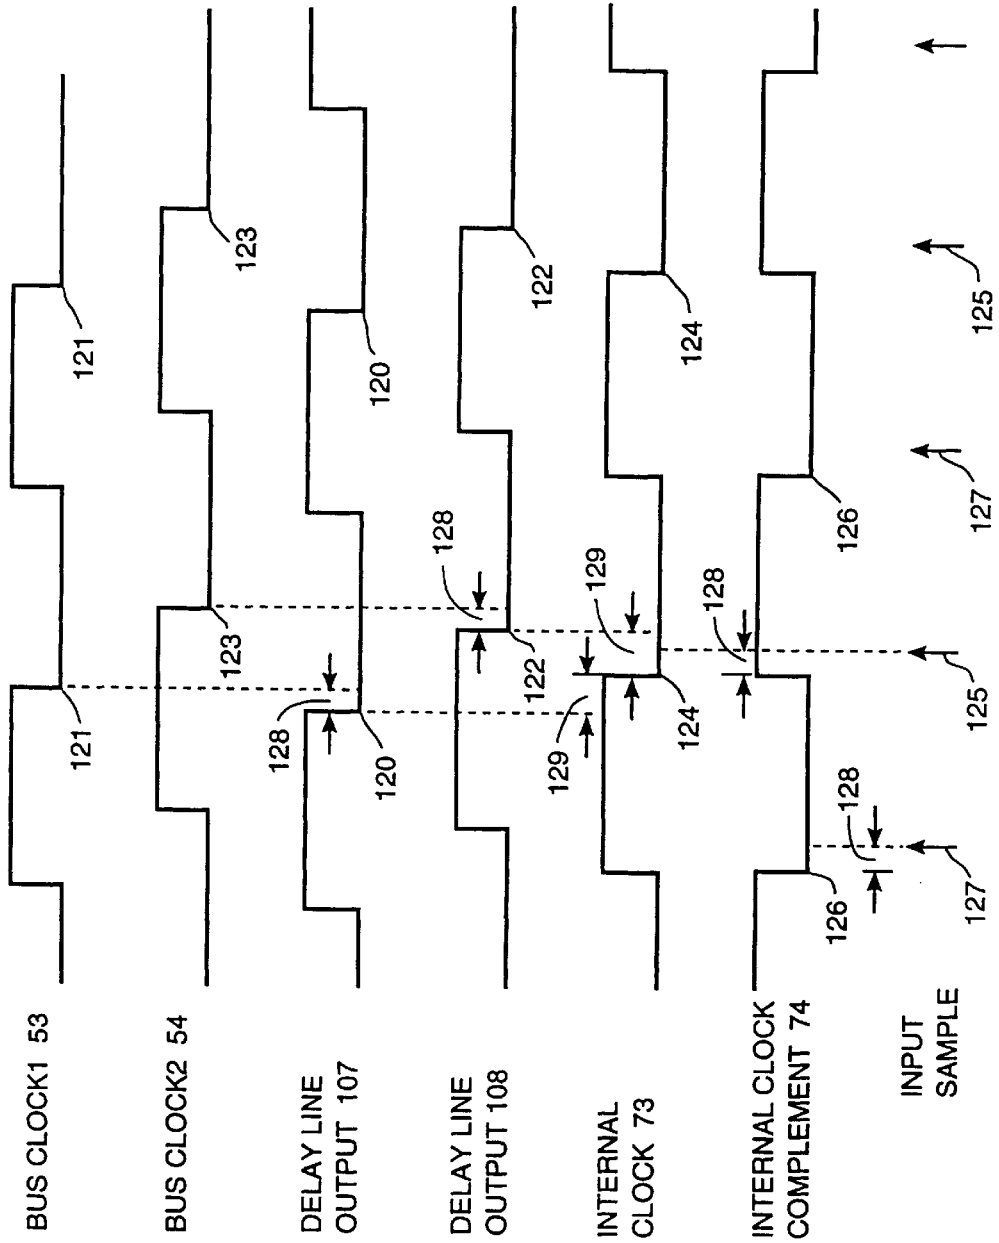 BUS CLOCK1 53
121
121
BUS CLOCK2 54
123
123
DELAY LINE
OUTPUT 107
128
120
120
DELAY LINE
OUTPUT 108
128
122
122
INTERNAL
CLOCK 73
129
129
124
124
INTERNAL CLOCK
COMPLEMENT 74
128
126
126
128
INPUT
SAMPLE
127
125
127
125